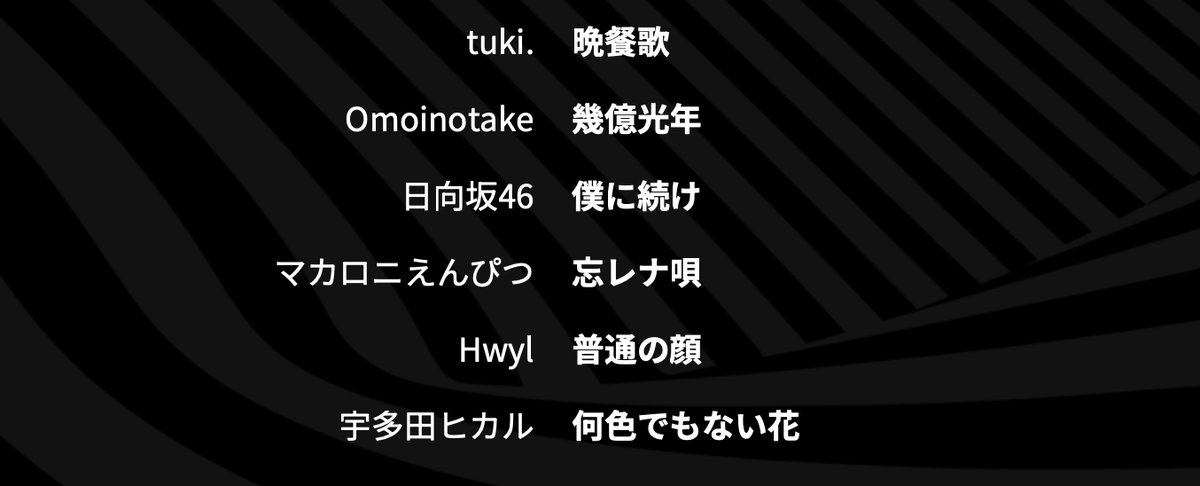 tuki. 晩餐歌
Omoinotake 幾億光年
日向坂46 僕に続け
マカロニえんぴつ 忘レナ唄
Hwyl 普通の顔
宇多田ヒカル 何色でもない花